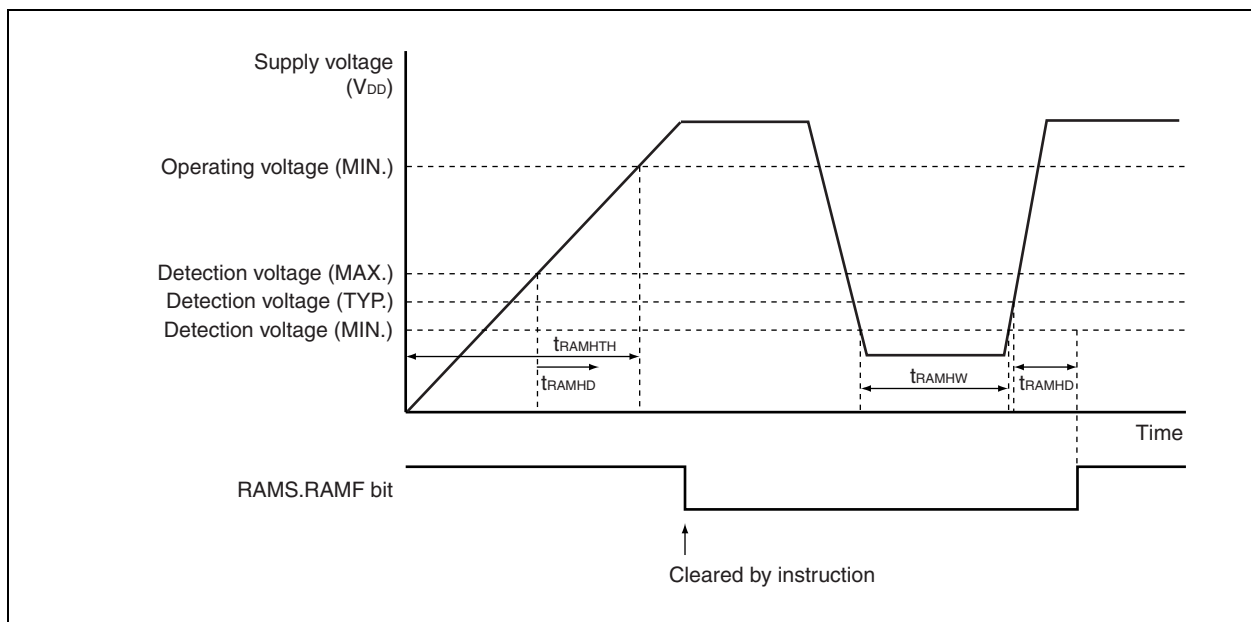 Supply voltage
(VDD)
Operating voltage (MIN.)
Detection voltage (MAX.)
Detection voltage (TYP.)
Detection voltage (MIN.)
tRAMHTH
tRAMHD
tRAMHW
tRAMHD
Time
RAMS.RAMF bit
Cleared by instruction